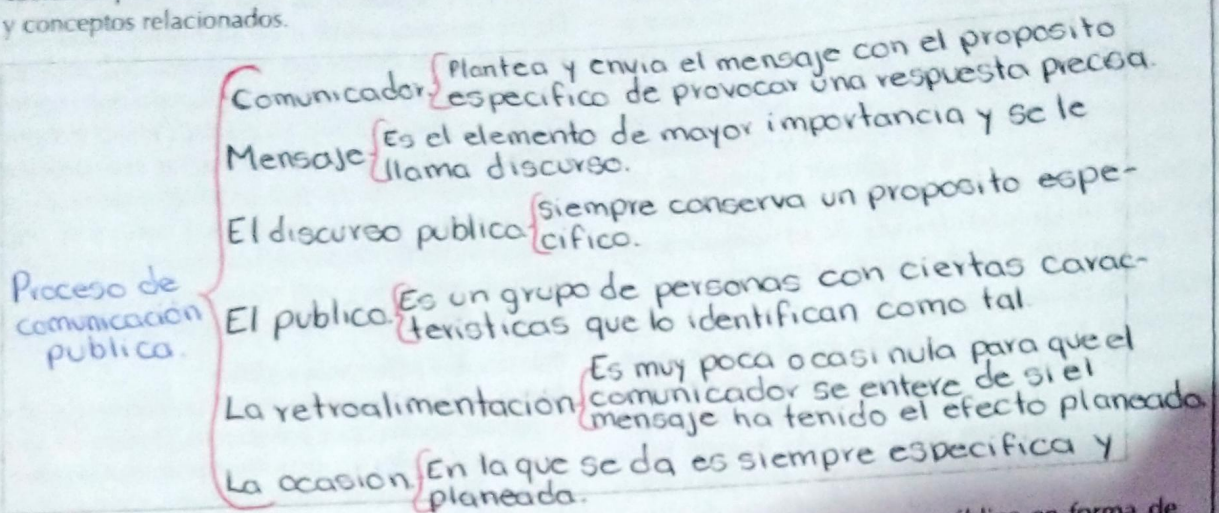 y conceptos relacionados.
Comunicador Plantea y envia el mensaje con el proposito
especifico de provocar una respuesta precisa.
Mensaje Es el elemento de mayor importancia y se le
llama discurso.
El discurso publico siempre conserva un proposito espe-
cifico.
Proceso de
comunicación
publica.
El publico. Es un grupo de personas con ciertas carac-
teristicas que lo identifican como tal.
La retroalimentación Es muy poca o casi nula para que el
comunicador se entere de si el
mensaje ha tenido el efecto planeado
La ocasion. En la que se da es siempre especifica y
planeada.
forma de